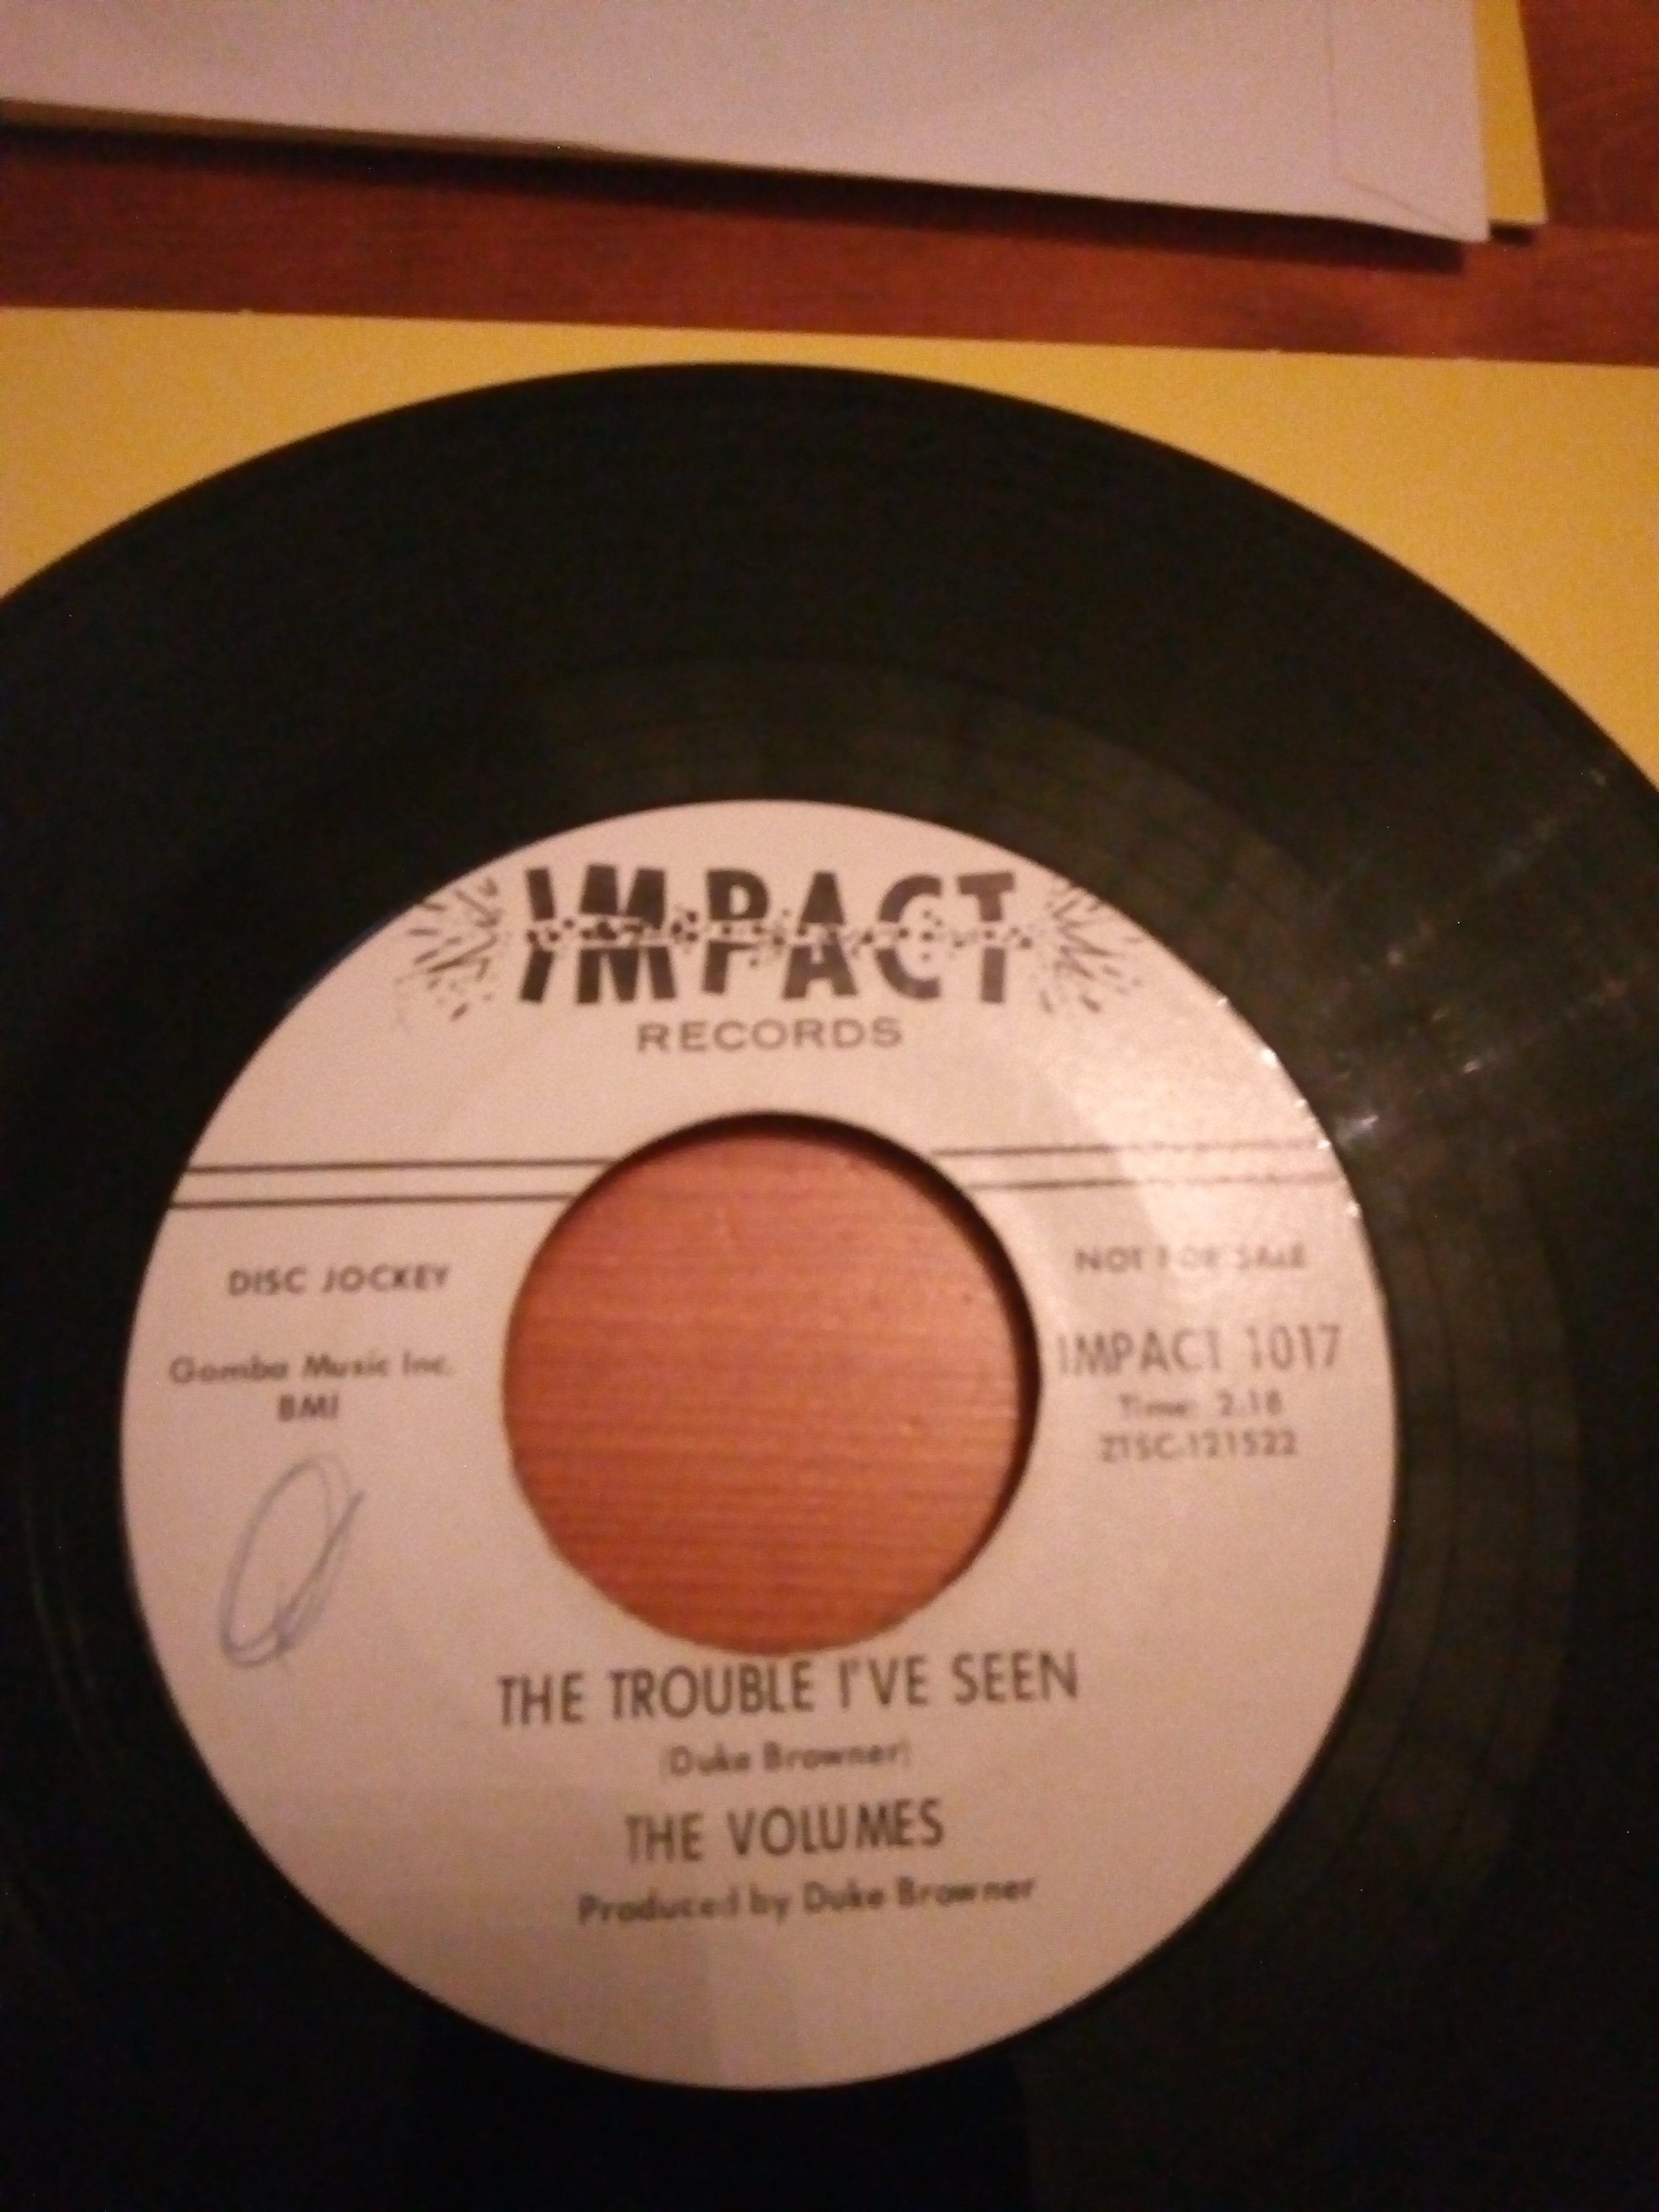 IMPACT
RECORDS
DISC JOCKEY
NOT FOR SALE
Gomba Music Inc.
BMI
IMPACT 1017
Time: 2:18
ZTSC-121522
THE TROUBLE I'VE SEEN
(Duke Browner)
THE VOLUMES
Produced by Duke Browner